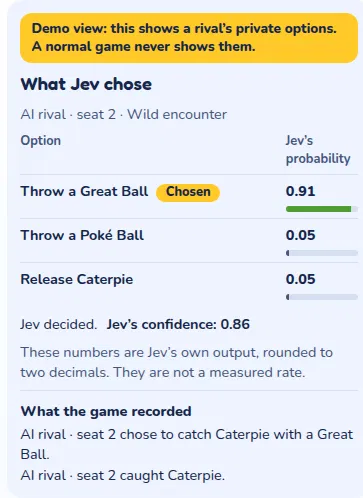 Demo view: this shows a rival’s private options.
A normal game never shows them.
What Jev chose
AI rival · seat 2 · Wild encounter
Option
Jev’s
probability
Throw a Great Ball
Chosen
0.91
Throw a Poké Ball
0.05
Release Caterpie
0.05
Jev decided. Jev’s confidence: 0.86
These numbers are Jev’s own output, rounded to
two decimals. They are not a measured rate.
What the game recorded
AI rival · seat 2 chose to catch Caterpie with a Great
Ball.
AI rival · seat 2 caught Caterpie.